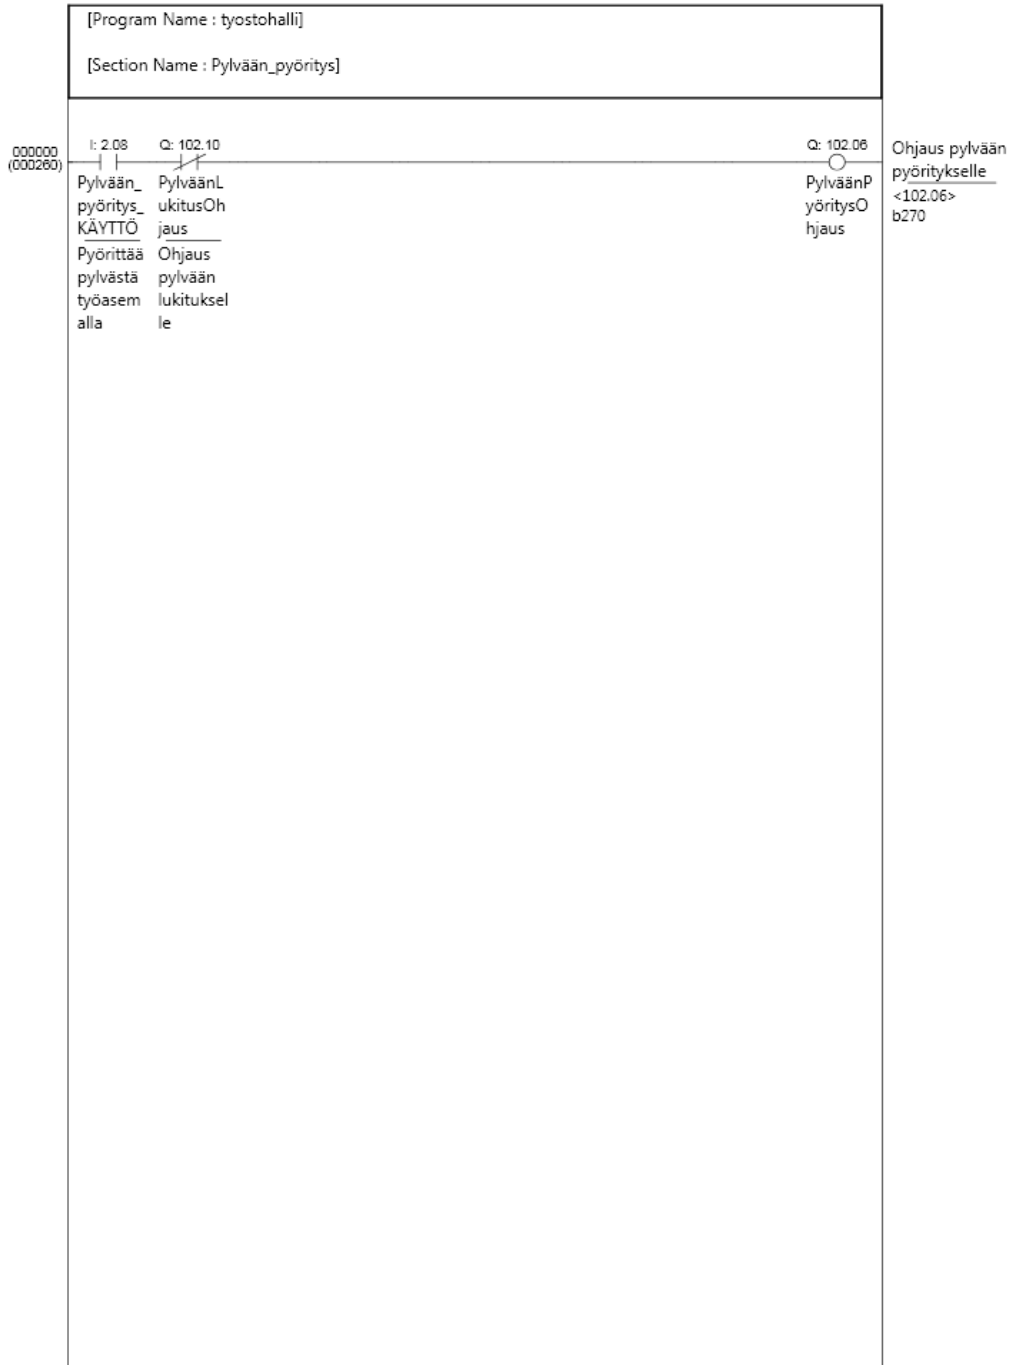 [Program Name : tyostohalli]
[Section Name : Pylvään_pyöritys]
000000
(000260)
I: 2.08
Q: 102.10
Q: 102.06
Pylvään_
pyöritys_
KÄYTTÖ
Pyörittää
pylvästä
työasem
alla
PylväänL
ukitusOh
jaus
Ohjaus
pylvään
lukituksel
le
PylväänP
yöritysO
hjaus
Ohjaus pylvään
pyöritykselle
<102.06>
b270